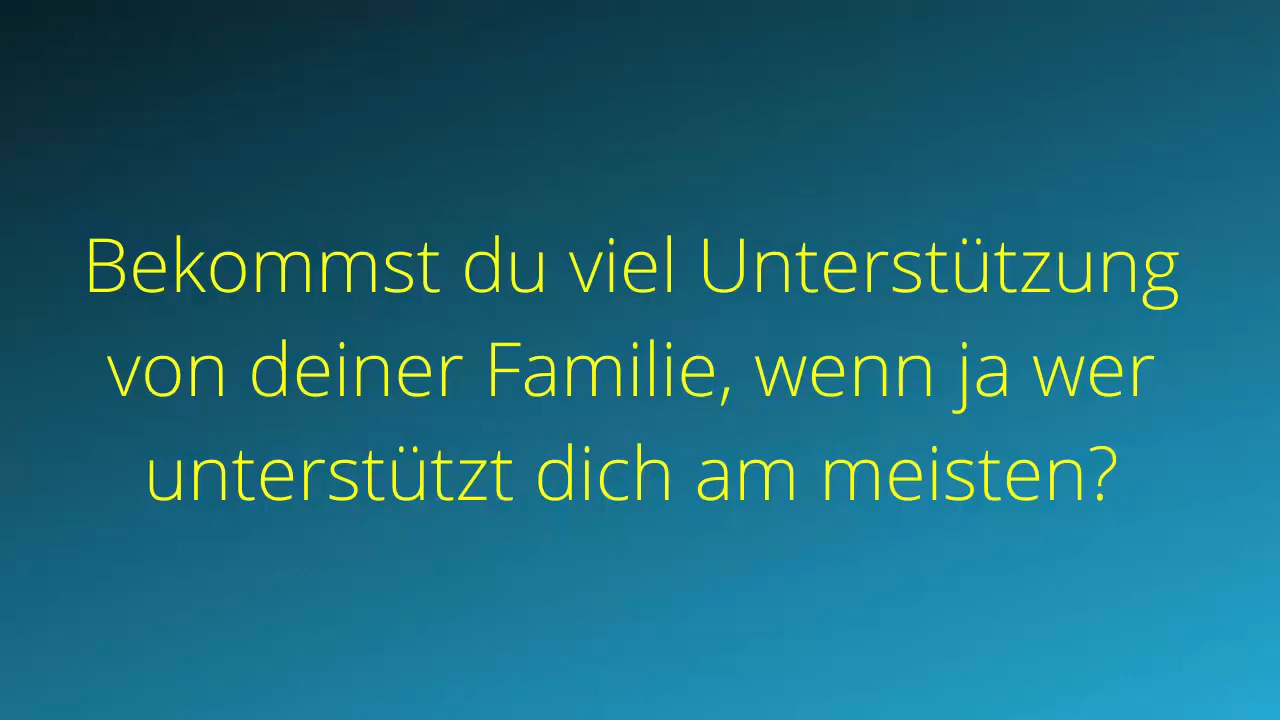 Bekommst du viel Unterstützung
von deiner Familie, wenn ja wer
unterstützt dich am meisten?